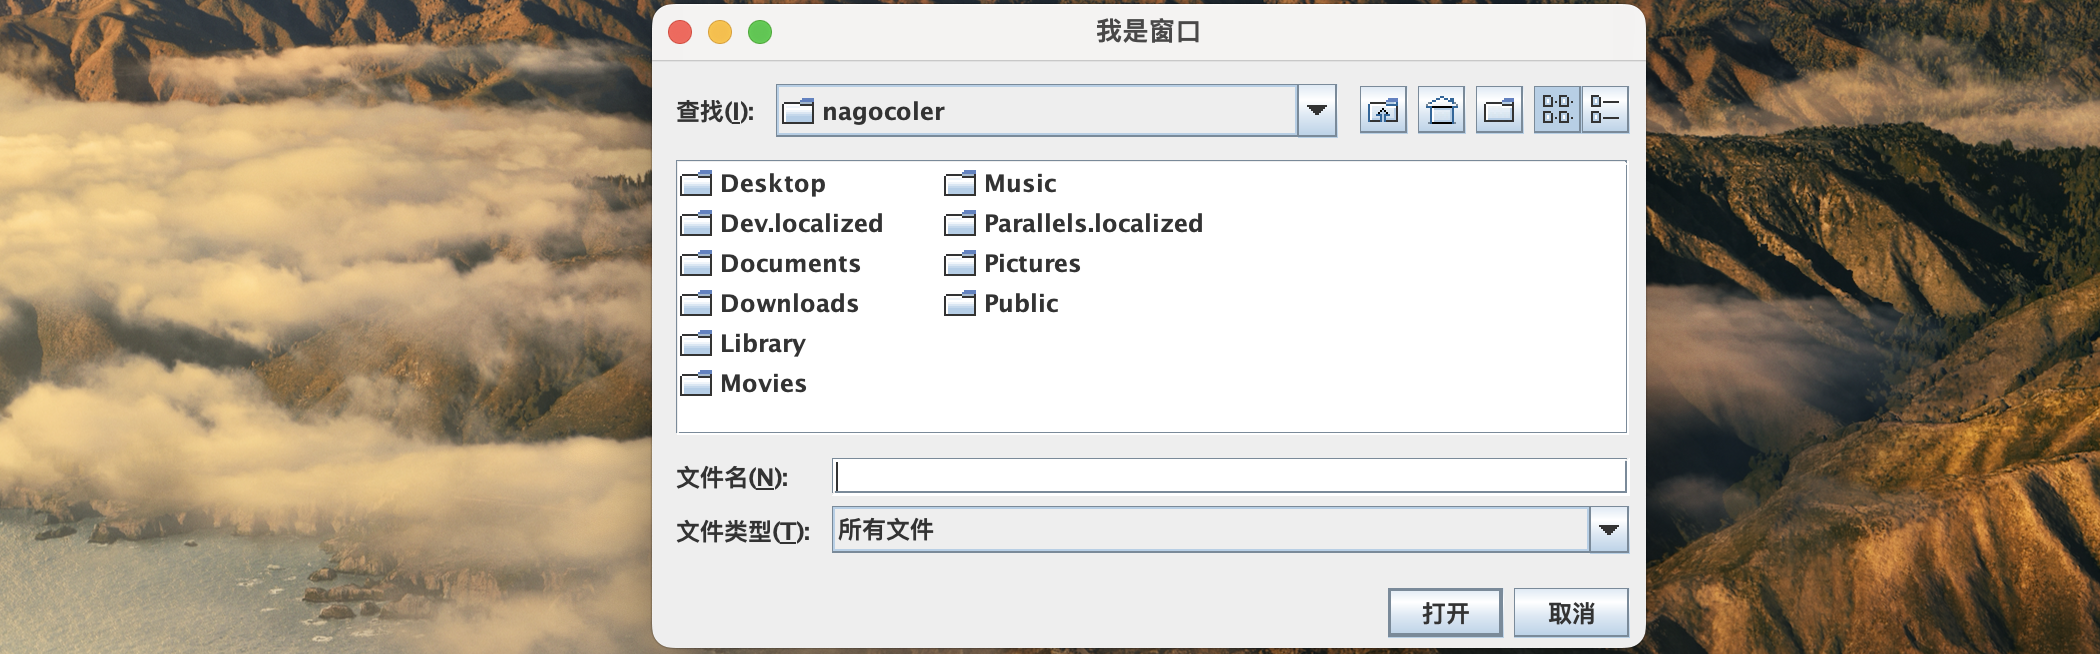 我是窗口
查找(I):
nagocoler
Desktop
Dev.localized
Documents
Downloads
Library
Movies
Music
Parallels.localized
Pictures
Public
文件名(N):
文件类型(T):
所有文件
打开
取消